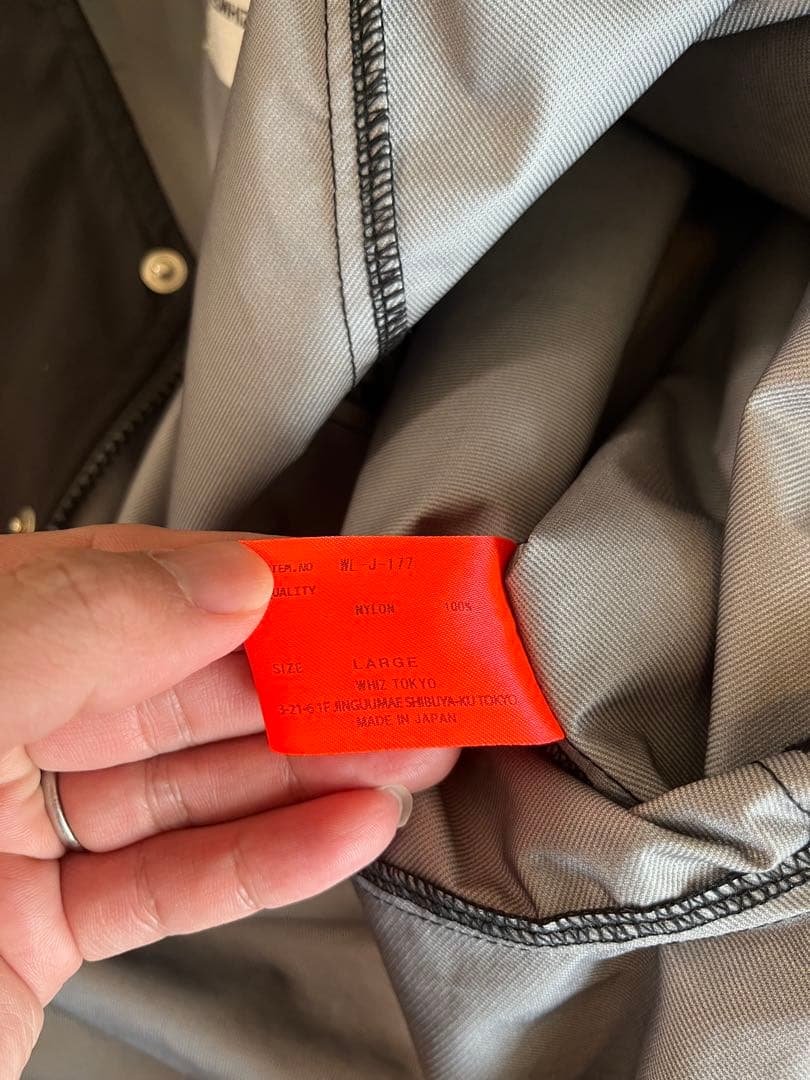 TEM.NO WL-J-177
UALITY
NYLON 100%
SIZE LARGE
WHIZ TOKYO
3-21-6 1F JINGUUMAE SHIBUYA-KU TOKYO
MADE IN JAPAN